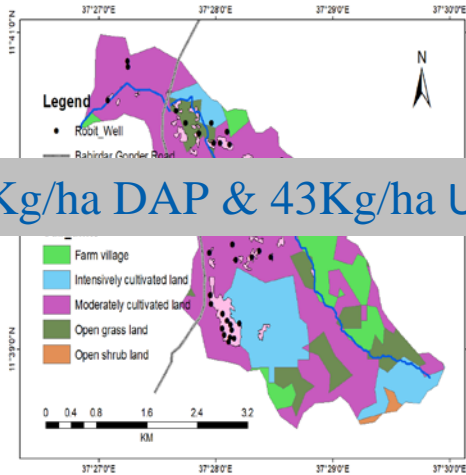 37°27'0"E 37°28'0"E 37°29'0"E 37°30'0"E
11°41'0"N
N
Legend
Robit_Well
Bahirdar Gonder Road
Kg/ha DAP & 43Kg/ha U
Farm village
Intensively cultivated land
Moderately cultivated land
Open grass land
Open shrub land
11°39'0"N
0 0.4 0.8 1.6 2.4 3.2
KM
37°27'0"E 37°28'0"E 37°29'0"E 37°30'0"E